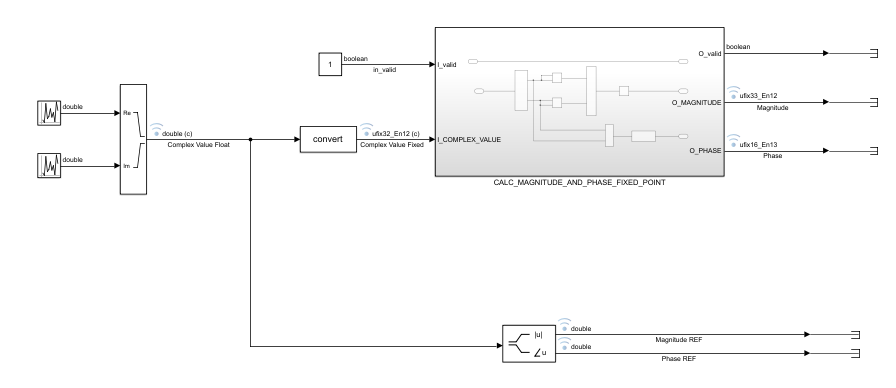 boolean
boolean
1
in_valid
I_valid
O_valid
double
Re
ufix33_En12
O_MAGNITUDE
Magnitude
double (c)
convert
ufix32_En12 (c)
I_COMPLEX_VALUE
Complex Value Float
Complex Value Fixed
ufix16_En13
O_PHASE
Phase
double
Im
CALC_MAGNITUDE_AND_PHASE_FIXED_POINT
|u|
double
Magnitude REF
∠u
double
Phase REF